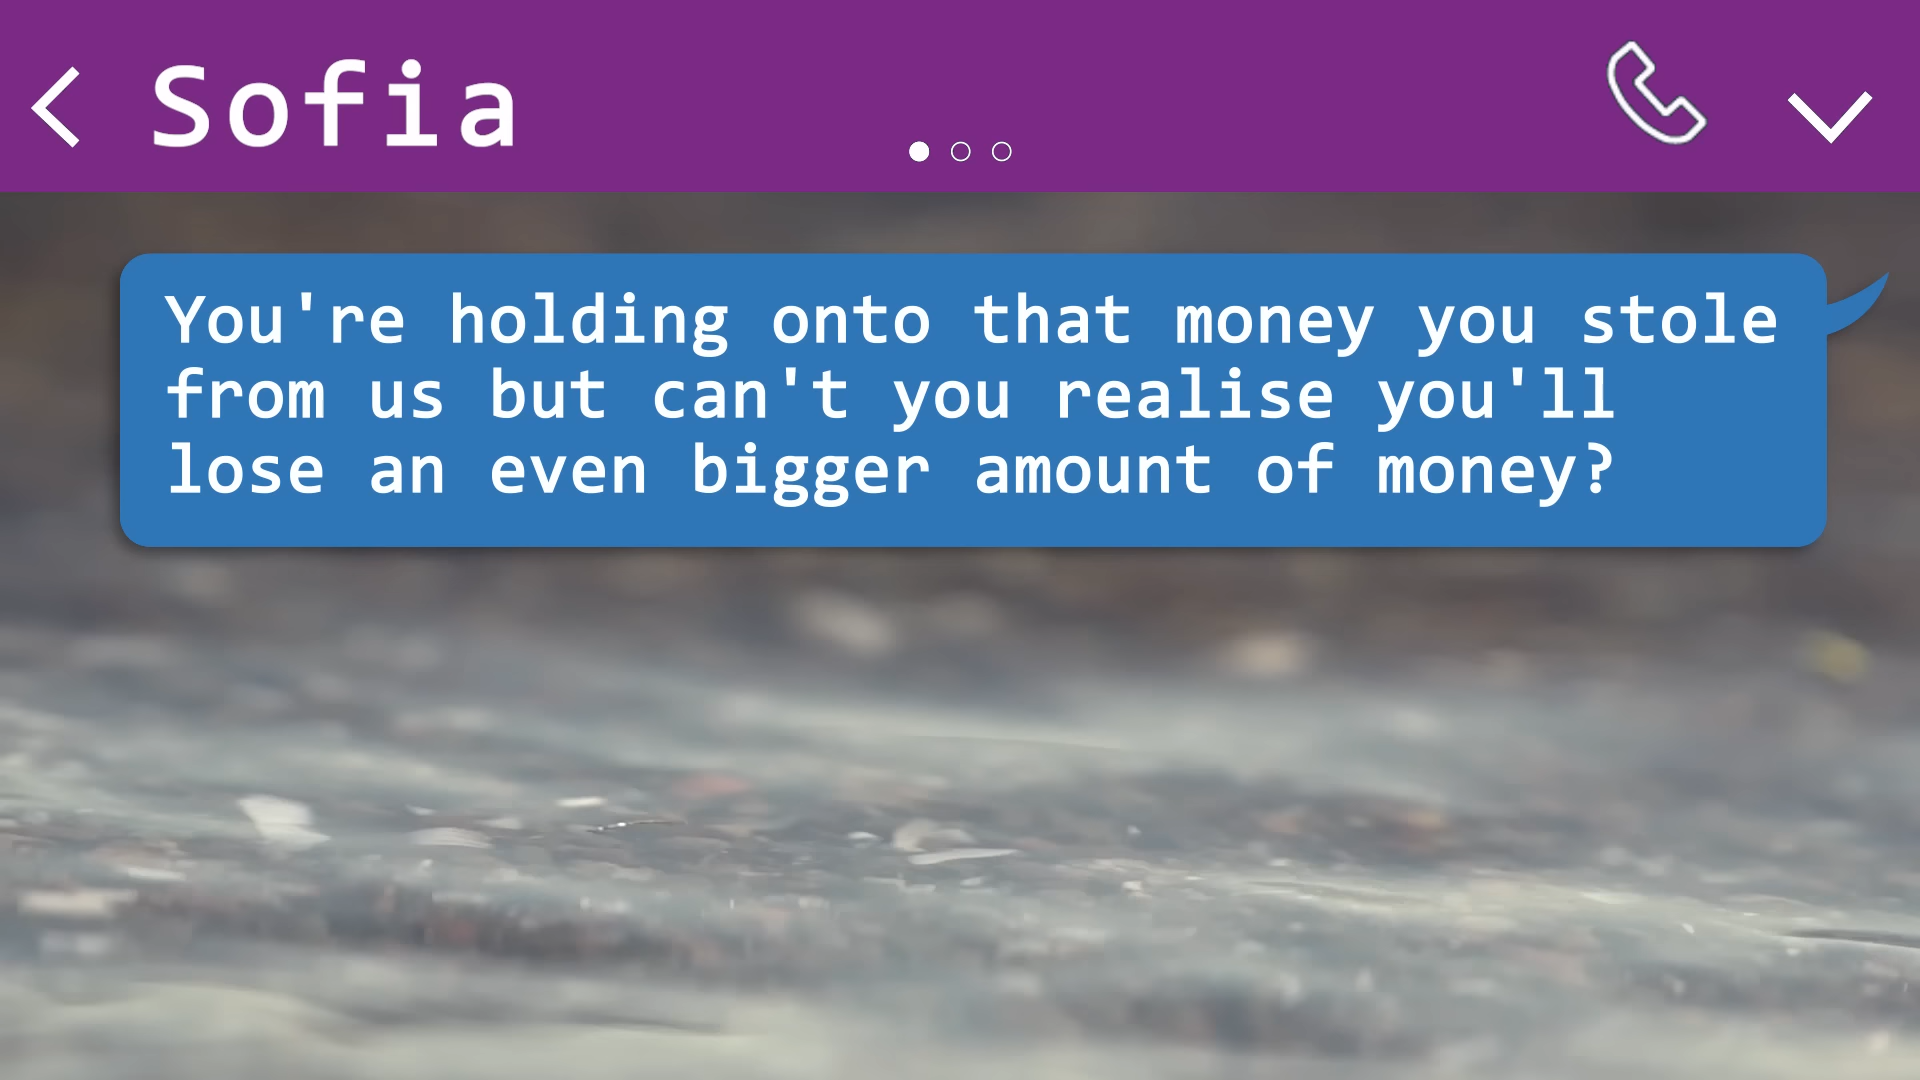 Sofia
You're holding onto that money you stole
from us but can't you realise you'll
lose an even bigger amount of money?